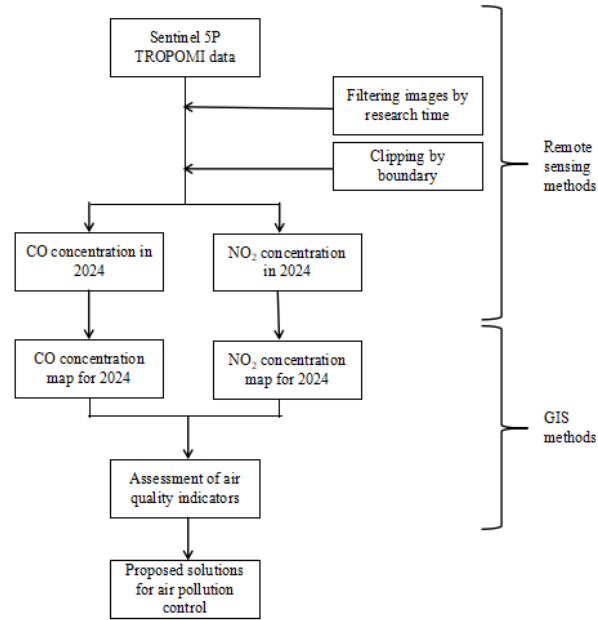 Sentinel 5P
TROPOMI data
Filtering images by
research time
Clipping by
boundary
Remote
sensing
methods
CO concentration in
2024
NO₂ concentration
in 2024
CO concentration
map for 2024
NO₂ concentration
map for 2024
GIS
methods
Assessment of air
quality indicators
Proposed solutions
for air pollution
control